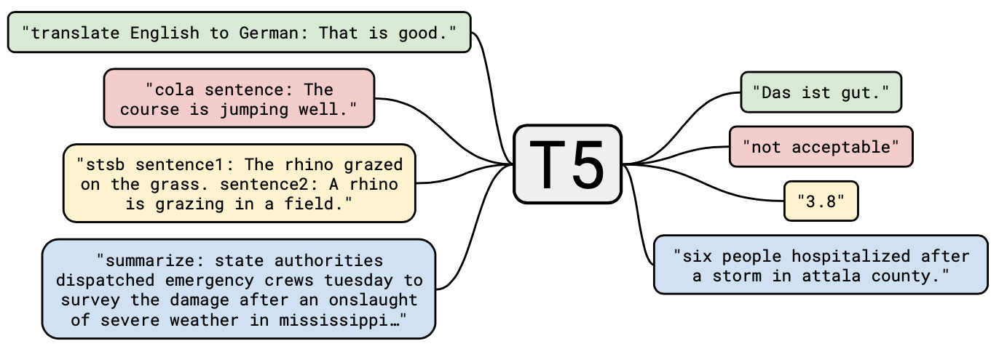 "translate English to German: That is good."
"cola sentence: The
course is jumping well."
"stsb sentence1: The rhino grazed
on the grass. sentence2: A rhino
is grazing in a field."
"summarize: state authorities
dispatched emergency crews tuesday to
survey the damage after an onslaught
of severe weather in mississippi…"
T5
"Das ist gut."
"not acceptable"
"3.8"
"six people hospitalized after
a storm in attala county."